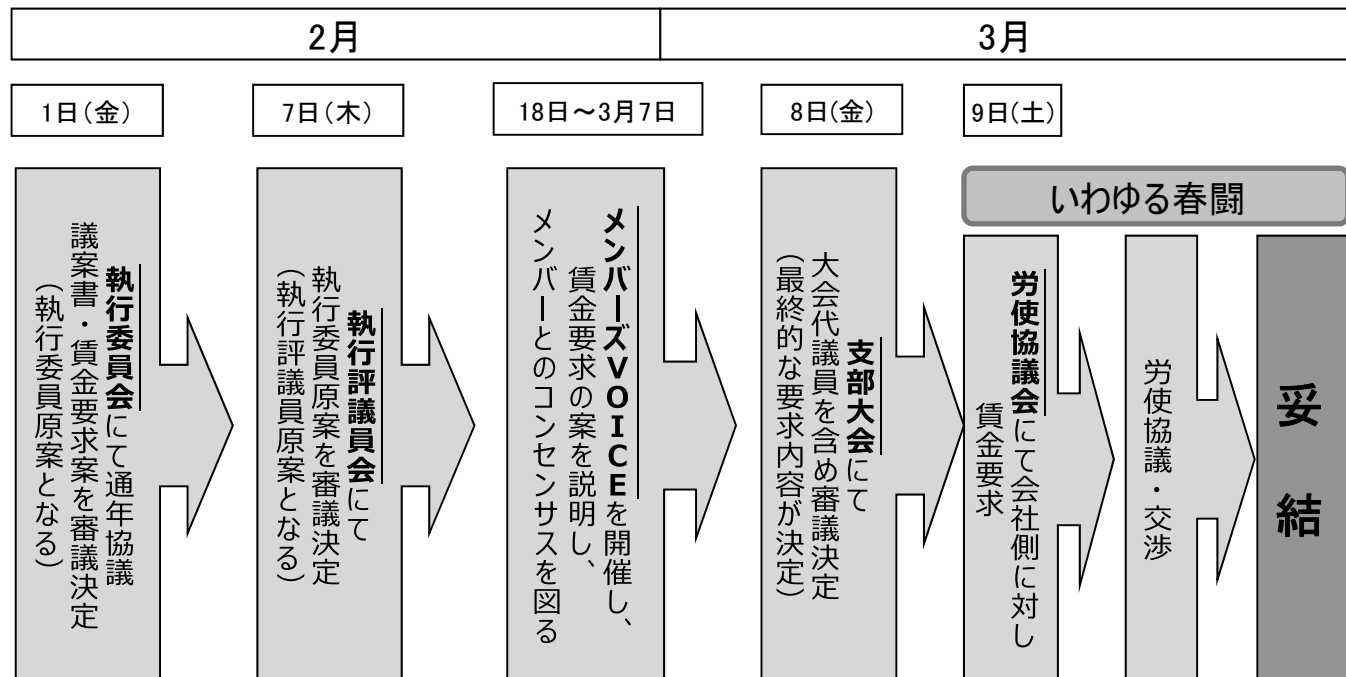 2月
3月
1日(金)
7日(木)
18日～3月7日
8日(金)
9日(土)
いわゆる春闘
執行委員会にて通年協議
議案書・賃金要求案を審議決定
(執行委員原案となる)
執行評議員会にて
執行委員原案を審議決定
(執行評議員原案となる)
メンバーズVOICEを開催し、
賃金要求の案を説明し、
メンバーとのコンセンサスを図る
支部大会にて
大会代議員を含め審議決定
(最終的な要求内容が決定)
労使協議会にて会社側に対し
賃金要求
労使協議・交渉
妥結